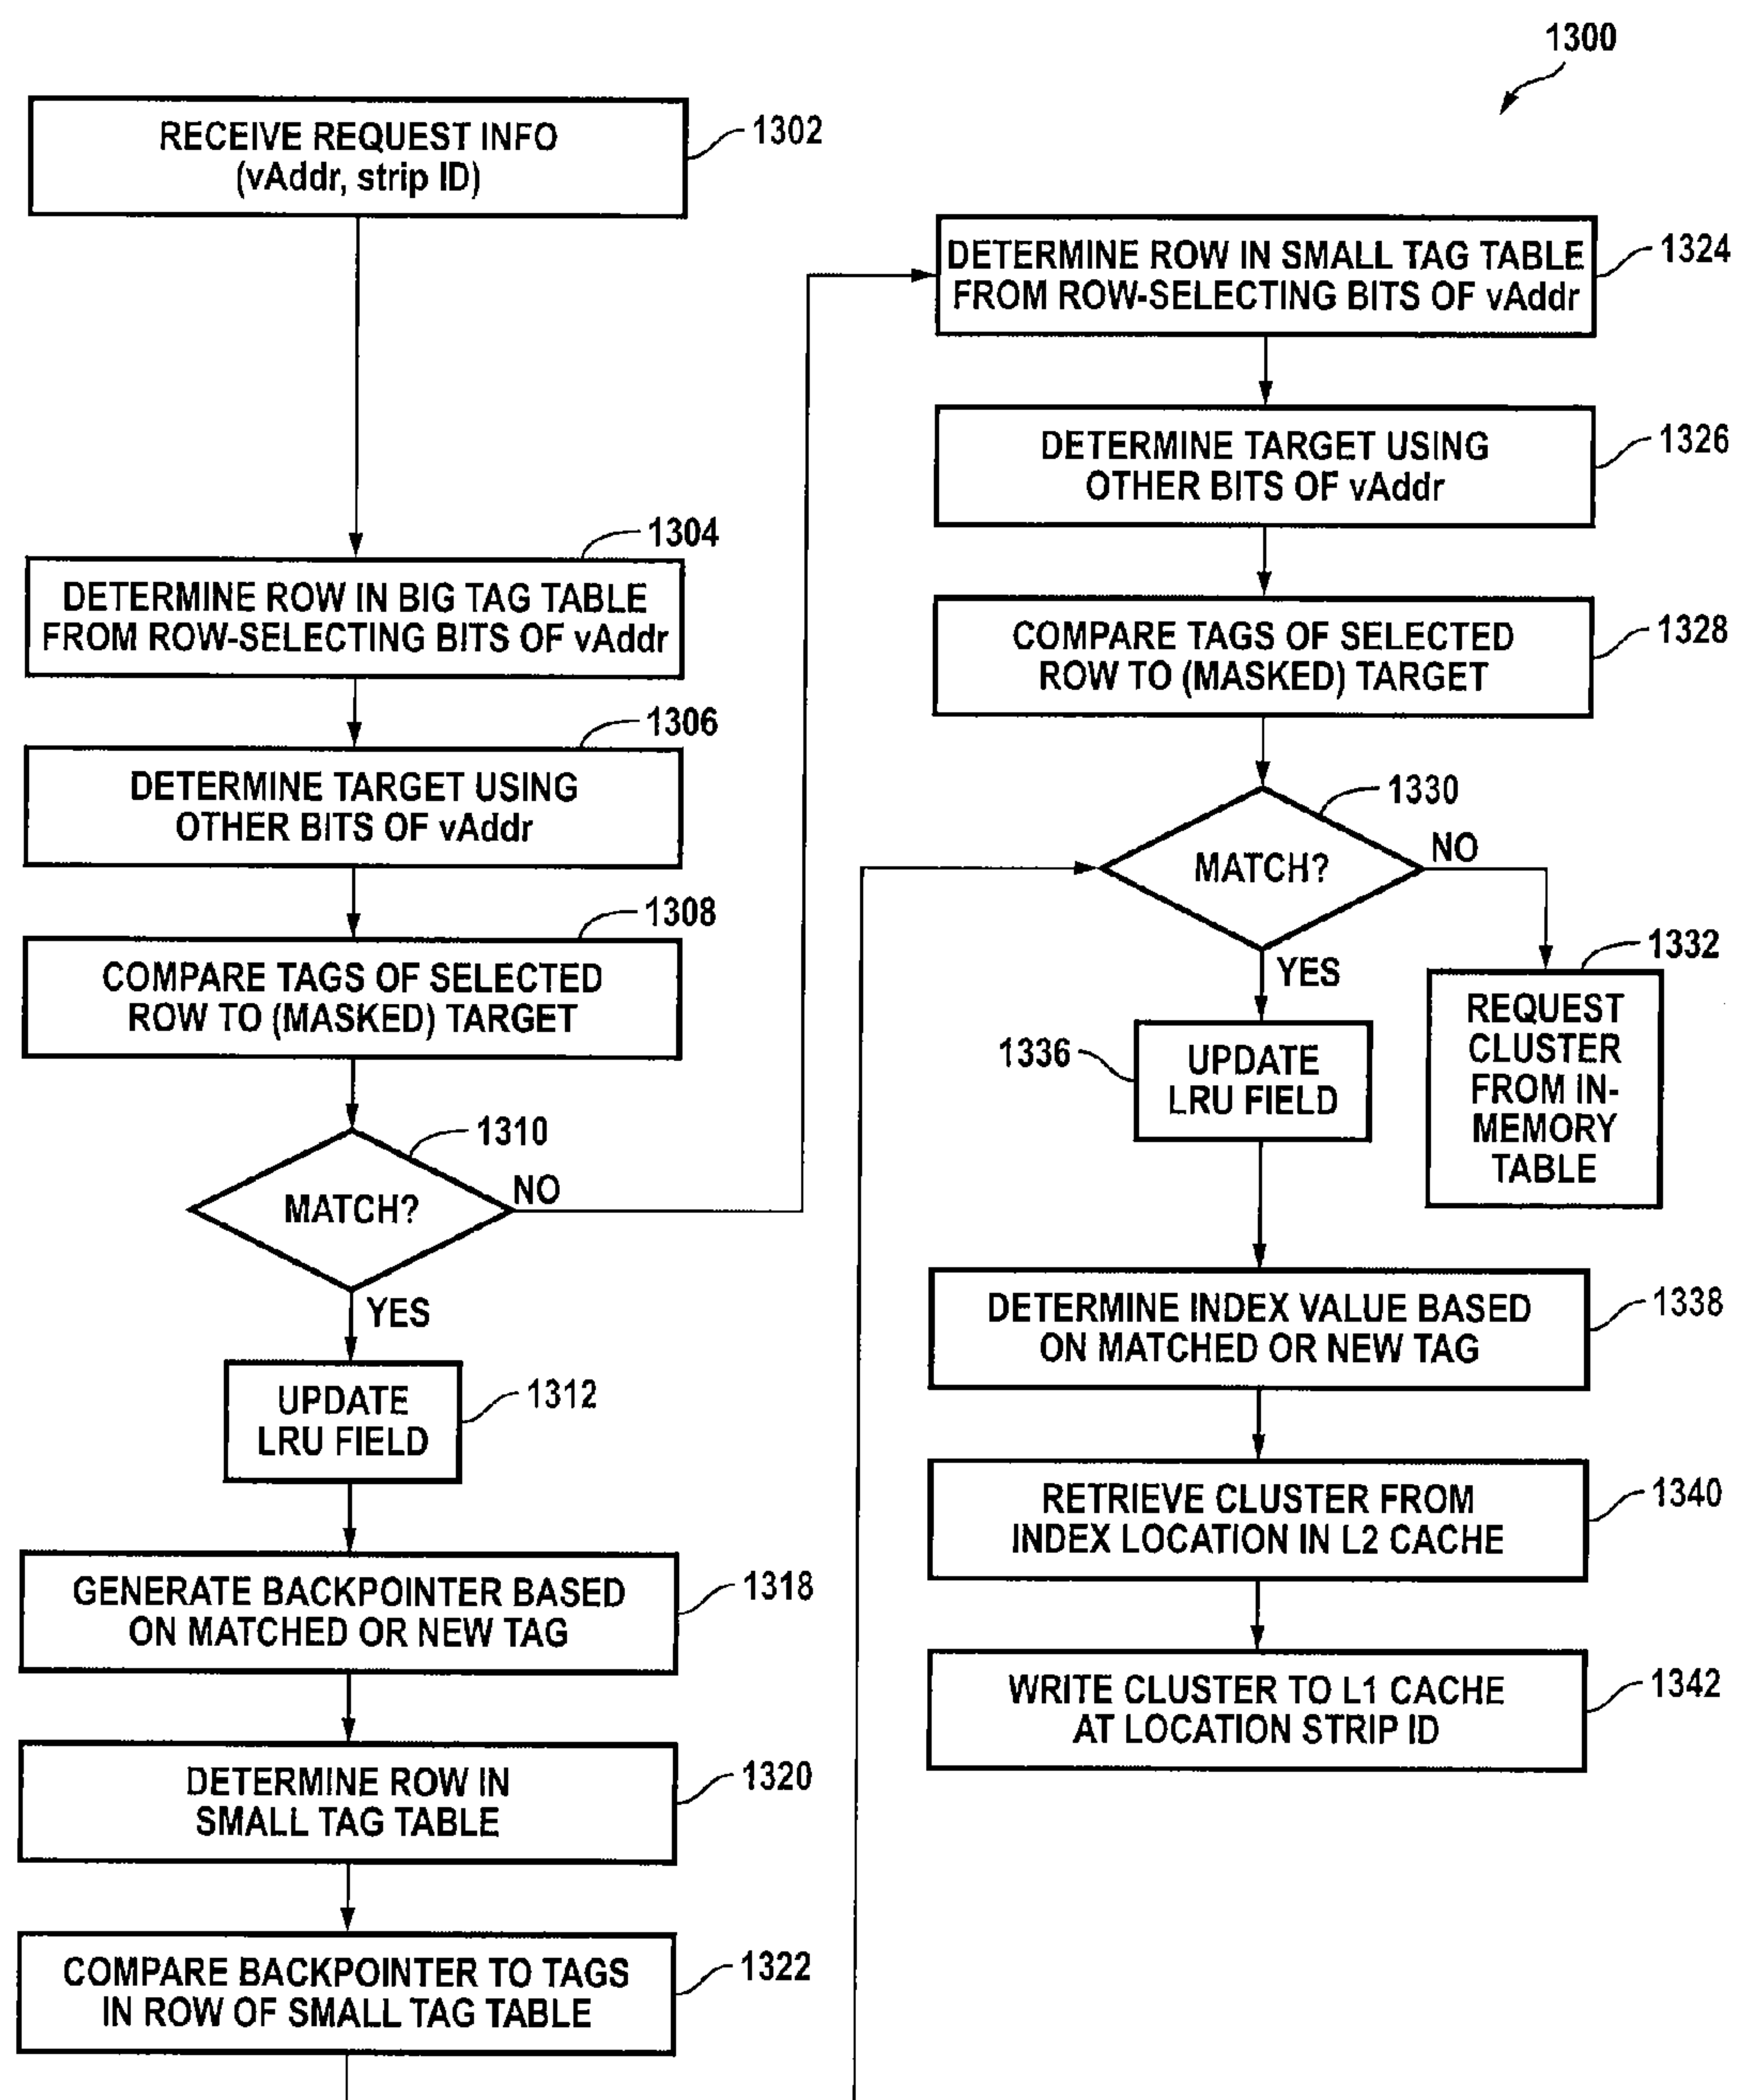 1300
RECEIVE REQUEST INFO
(vAddr, strip ID)
1302
1304
DETERMINE ROW IN BIG TAG TABLE
FROM ROW-SELECTING BITS OF vAddr
1306
DETERMINE TARGET USING
OTHER BITS OF vAddr
1308
COMPARE TAGS OF SELECTED
ROW TO (MASKED) TARGET
1310
MATCH?
NO
YES
UPDATE
LRU FIELD
1312
GENERATE BACKPOINTER BASED
ON MATCHED OR NEW TAG
1318
DETERMINE ROW IN
SMALL TAG TABLE
1320
COMPARE BACKPOINTER TO TAGS
IN ROW OF SMALL TAG TABLE
1322
DETERMINE ROW IN SMALL TAG TABLE
FROM ROW-SELECTING BITS OF vAddr
1324
DETERMINE TARGET USING
OTHER BITS OF vAddr
1326
COMPARE TAGS OF SELECTED
ROW TO (MASKED) TARGET
1328
1330
MATCH?
NO
YES
1332
REQUEST
CLUSTER
FROM IN-
MEMORY
TABLE
1336
UPDATE
LRU FIELD
DETERMINE INDEX VALUE BASED
ON MATCHED OR NEW TAG
1338
RETRIEVE CLUSTER FROM
INDEX LOCATION IN L2 CACHE
1340
WRITE CLUSTER TO L1 CACHE
AT LOCATION STRIP ID
1342